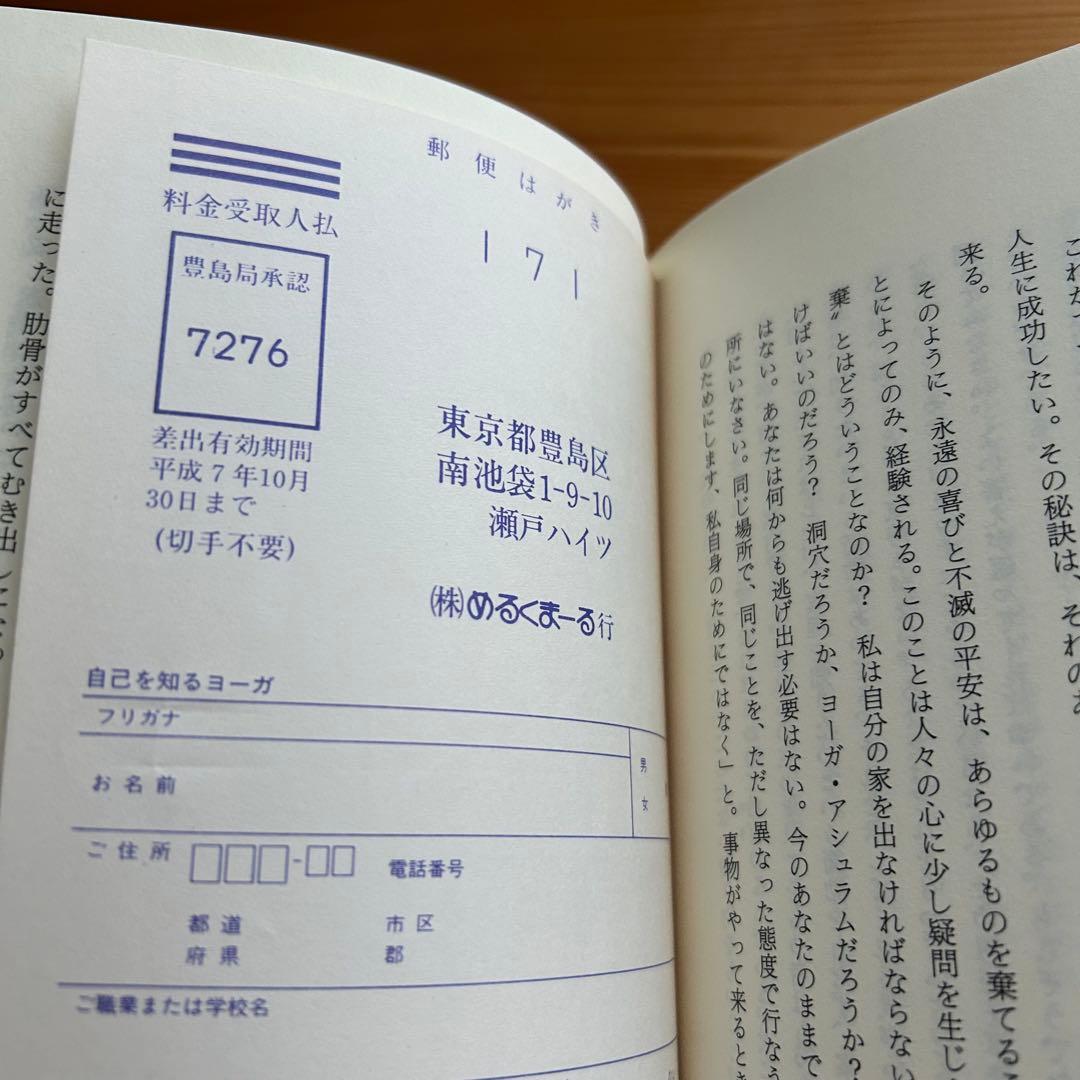 郵便はがき
171
料金受取人払
豊島局承認
7276
差出有効期間
平成7年10月
30日まで
(切手不要)
東京都豊島区
南池袋1-9-10
瀬戸ハイツ
(株)めるくまーる行
自己を知るヨーガ
フリガナ
お名前
男
女
ご住所
電話番号
都道
府県
市区
郡
ご職業または学校名
人生に成功したい。その秘訣は、それのあ
来る。
そのように、永遠の喜びと不滅の平安は、あらゆるものを棄てるこ
とによってのみ、経験される。このことは人々の心に少し疑問を生じ
棄〟とはどういうことなのか? 私は自分の家を出なければならない
けばいいのだろう? 洞穴だろうか、ヨーガ・アシュラムだろうか?
はない。あなたは何からも逃げ出す必要はない。今のあなたのままで
所にいなさい。同じ場所で、同じことを、ただし異なった態度で行なう
のためにします、私自身のためにではなく」と。事物がやって来るとき
に走った。肋骨がすべてむき出しになっ